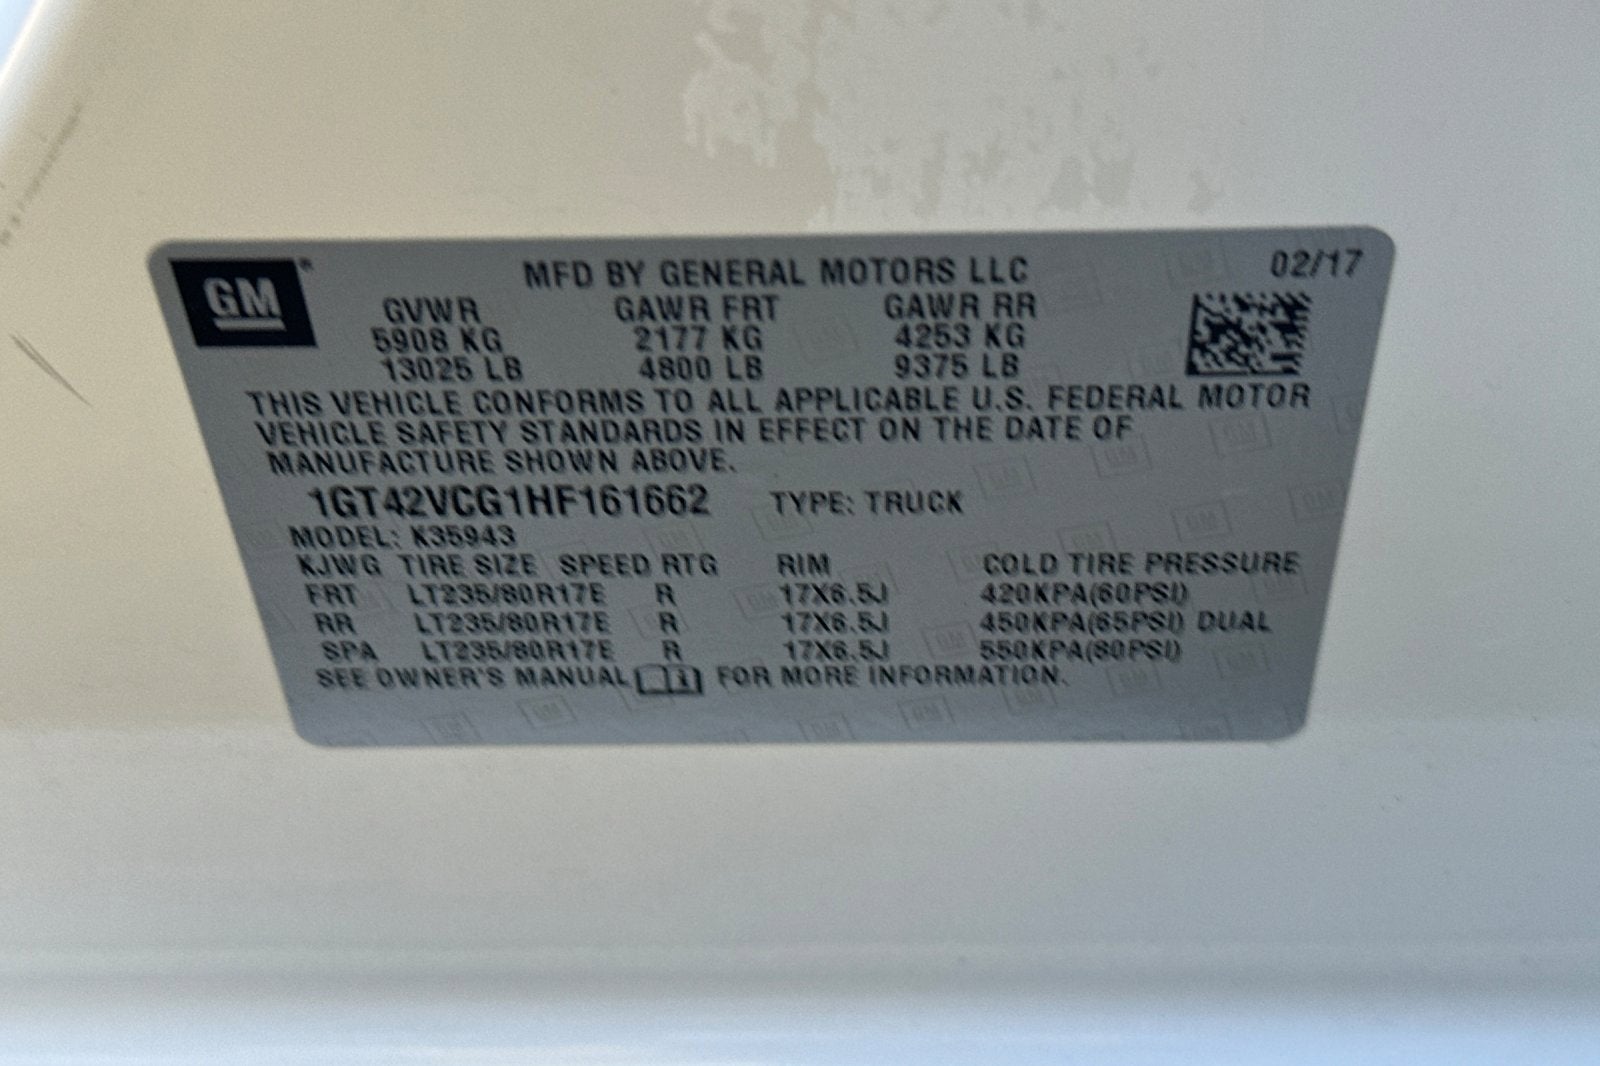 GM® MFD BY GENERAL MOTORS LLC 02/17
GVWR GAWR FRT GAWR RR
5908 KG 2177 KG 4253 KG
13025 LB 4800 LB 9375 LB
THIS VEHICLE CONFORMS TO ALL APPLICABLE U.S. FEDERAL MOTOR
VEHICLE SAFETY STANDARDS IN EFFECT ON THE DATE OF
MANUFACTURE SHOWN ABOVE.
1GT42VCG1HF161662 TYPE: TRUCK
MODEL: K35943
KJWG TIRE SIZE SPEED RTG RIM COLD TIRE PRESSURE
FRT LT235/80R17E R 17X6.5J 420KPA(60PSI)
RR LT235/80R17E R 17X6.5J 450KPA(65PSI) DUAL
SPA LT235/80R17E R 17X6.5J 550KPA(80PSI)
SEE OWNER'S MANUAL FOR MORE INFORMATION.